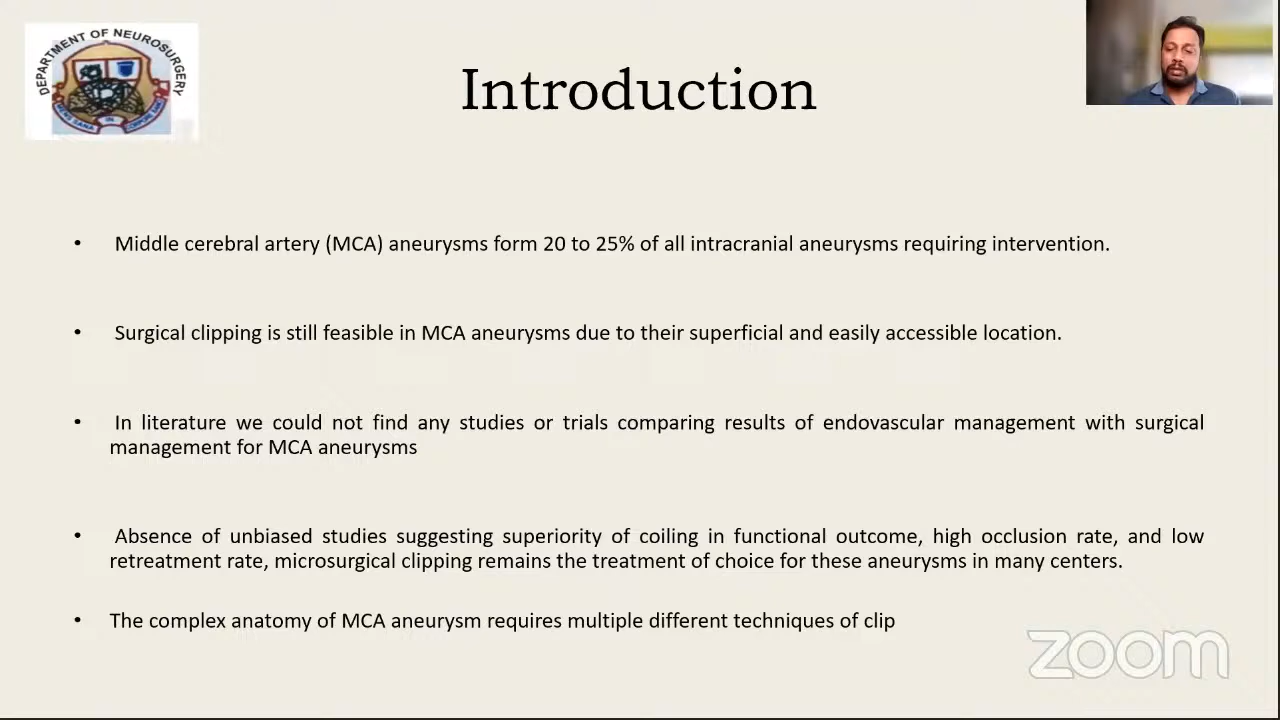 DEPARTMENT OF NEUROSURGERY
MENS SANA IN CORPORE SANO
Introduction
• Middle cerebral artery (MCA) aneurysms form 20 to 25% of all intracranial aneurysms requiring intervention.
• Surgical clipping is still feasible in MCA aneurysms due to their superficial and easily accessible location.
• In literature we could not find any studies or trials comparing results of endovascular management with surgical
management for MCA aneurysms
• Absence of unbiased studies suggesting superiority of coiling in functional outcome, high occlusion rate, and low
retreatment rate, microsurgical clipping remains the treatment of choice for these aneurysms in many centers.
• The complex anatomy of MCA aneurysm requires multiple different techniques of clip
zoom